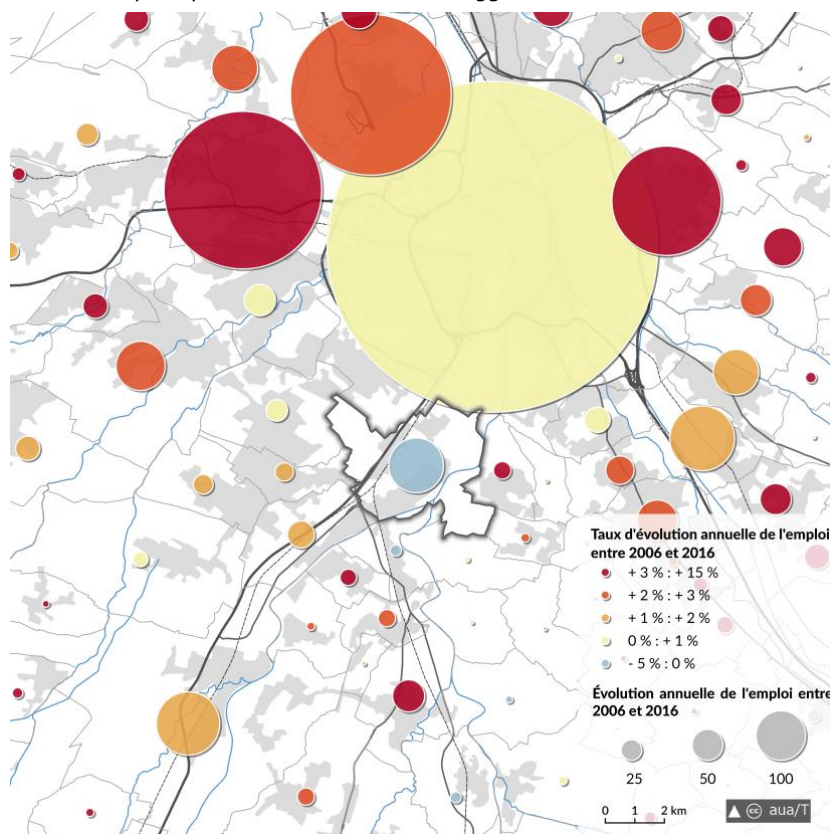 Taux d'évolution annuelle de l'emploi
entre 2006 et 2016
+ 3 % : + 15 %
+ 2 % : + 3 %
+ 1 % : + 2 %
0 % : + 1 %
- 5 % : 0 %
Évolution annuelle de l'emploi entre
2006 et 2016
25 50 100
0 1 2 km
cc aua/T